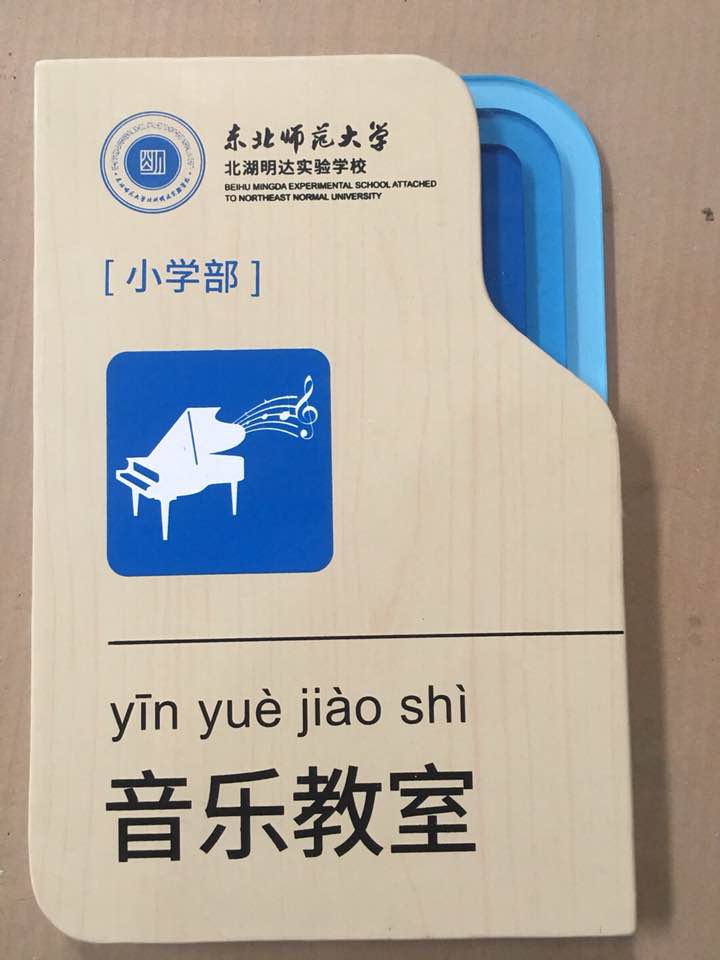 东北师范大学
北湖明达实验学校
BEIHU MINGDA EXPERIMENTAL SCHOOL ATTACHED
TO NORTHEAST NORMAL UNIVERSITY
[ 小学部 ]
yīn yuè jiào shì
音乐教室